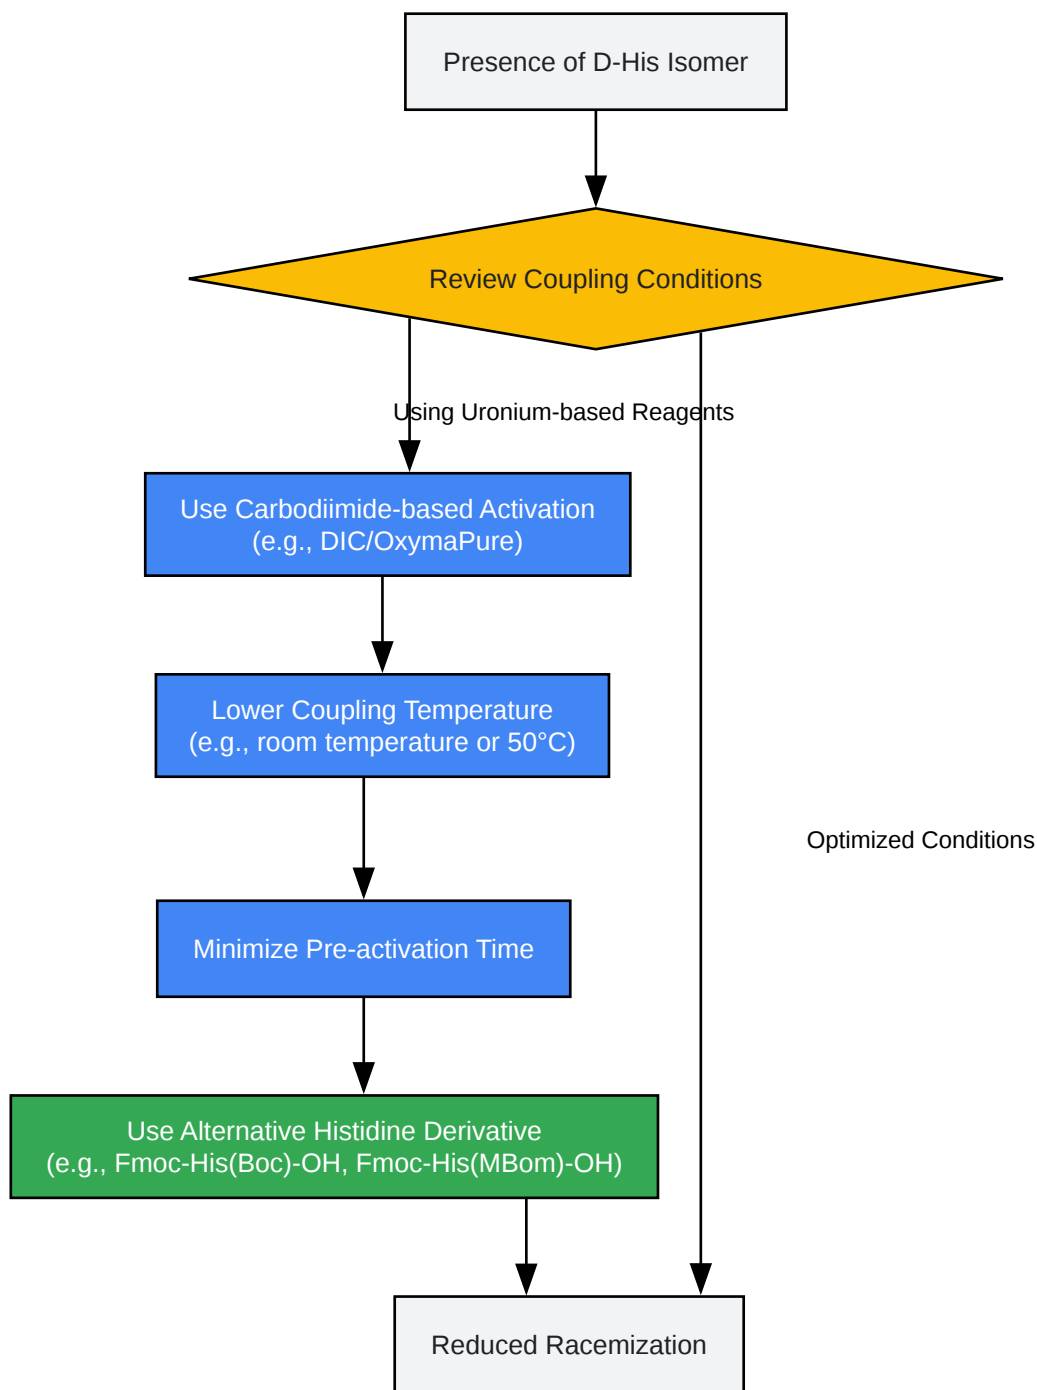 Presence of D-His Isomer
Review Coupling Conditions
Using Uronium-based Reagents
Use Carbodiimide-based Activation
(e.g., DIC/OxymaPure)
Lower Coupling Temperature
(e.g., room temperature or 50°C)
Optimized Conditions
Minimize Pre-activation Time
Use Alternative Histidine Derivative
(e.g., Fmoc-His(Boc)-OH, Fmoc-His(MBom)-OH)
Reduced Racemization